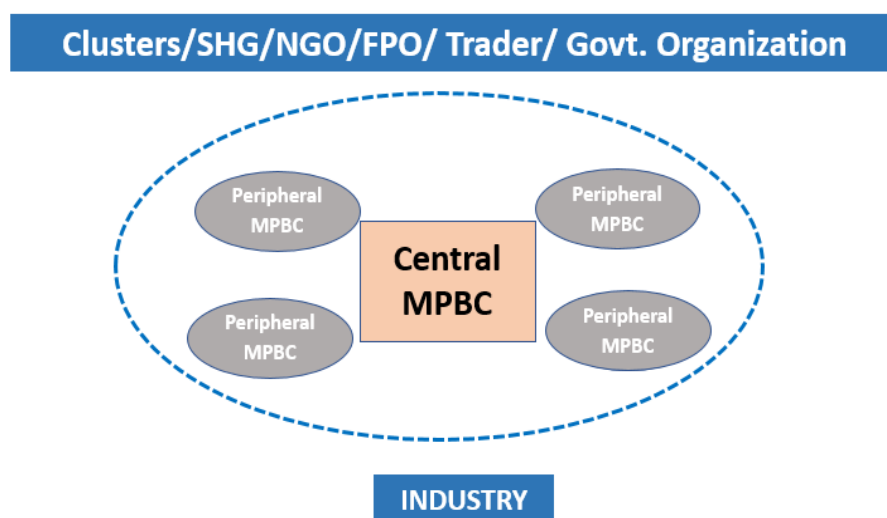 Clusters/SHG/NGO/FPO/ Trader/ Govt. Organization
Peripheral
MPBC
Peripheral
MPBC
Central
MPBC
Peripheral
MPBC
Peripheral
MPBC
INDUSTRY